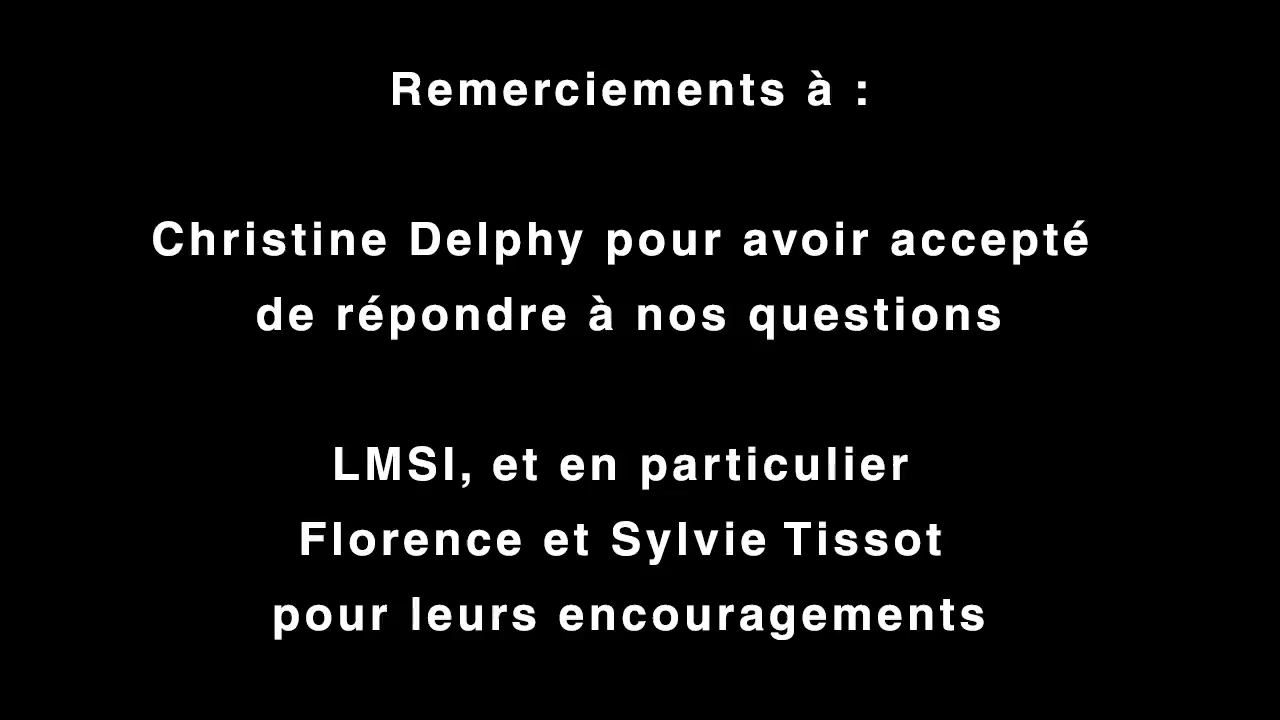 Remerciements à :
Christine Delphy pour avoir accepté
de répondre à nos questions
LMSI, et en particulier
Florence et Sylvie Tissot
pour leurs encouragements